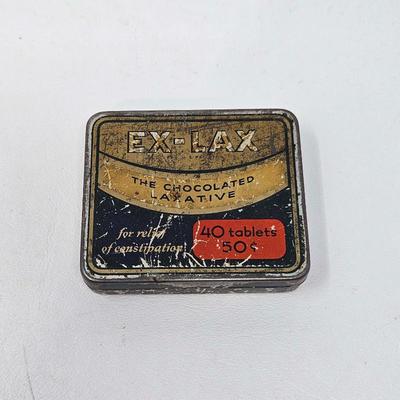 EX-LAX
THE CHOCOLATED
LAXATIVE
for relief
of constipation
40 tablets
50¢